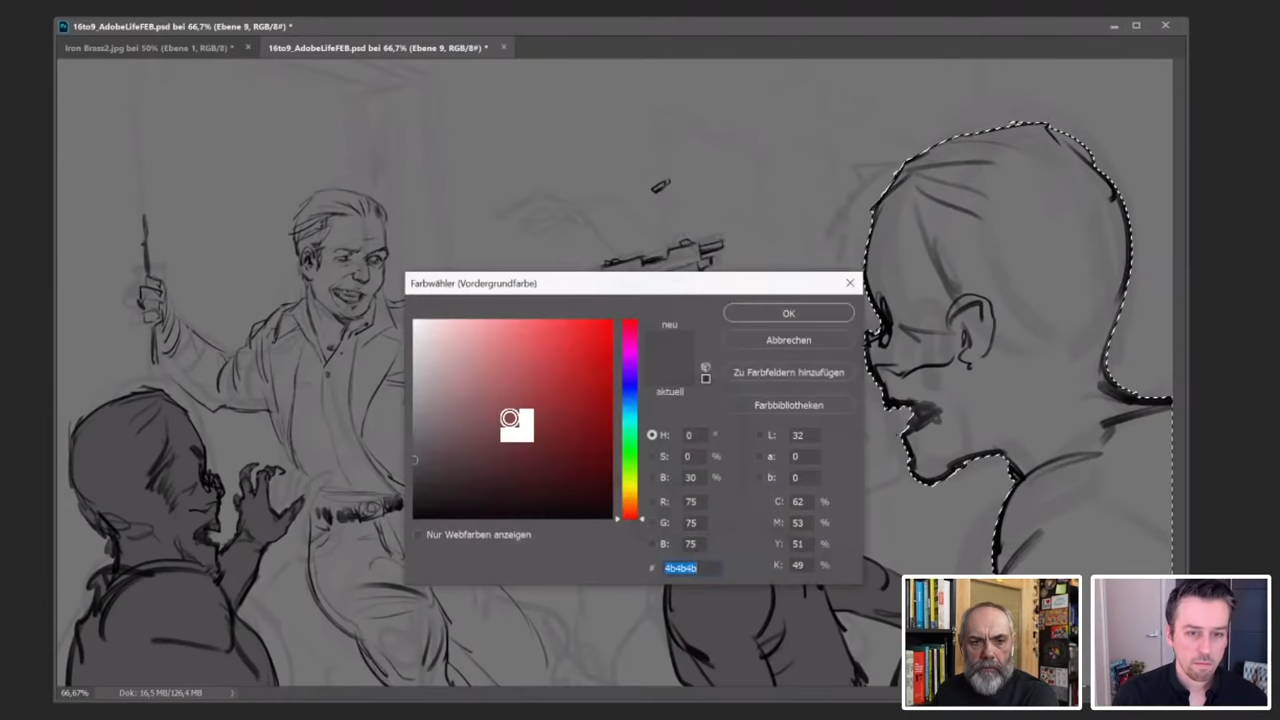 16to9_AdobeLifeFEB.psd bei 66,7% (Ebene 9, RGB/8#) *
Iron Brass2.jpg bei 50% (Ebene 1, RGB/8) *
16to9_AdobeLifeFEB.psd bei 66,7% (Ebene 9, RGB/8#) *
Farbwähler (Vordergrundfarbe)
neu
OK
Abbrechen
Zu Farbfeldern hinzufügen
aktuell
Farbbibliotheken
H: 0 °
L: 32
S: 0 %
a: 0
B: 30 %
b: 0
R: 75
C: 62 %
G: 75
M: 53 %
Nur Webfarben anzeigen
B: 75
Y: 51 %
# 4b4b4b
K: 49 %
66,67%
Dok: 16,5 MB/126,4 MB